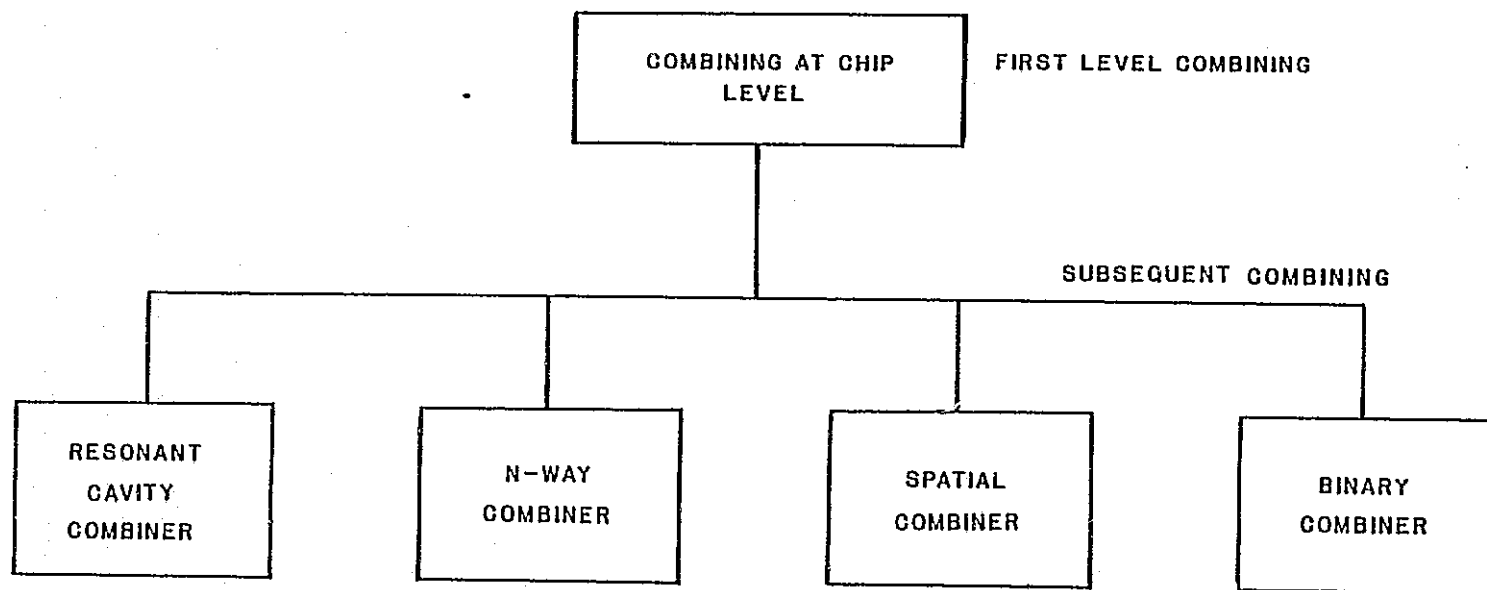 COMBINING AT CHIP
LEVEL
FIRST LEVEL COMBINING
SUBSEQUENT COMBINING
RESONANT
CAVITY
COMBINER
N-WAY
COMBINER
SPATIAL
COMBINER
BINARY
COMBINER